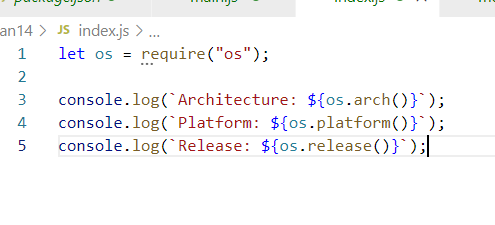 package.json main.js index.js
an14 > JS index.js > ...
1 let os = require("os");
2
3 console.log(`Architecture: ${os.arch()}`);
4 console.log(`Platform: ${os.platform()}`);
5 console.log(`Release: ${os.release()}`);